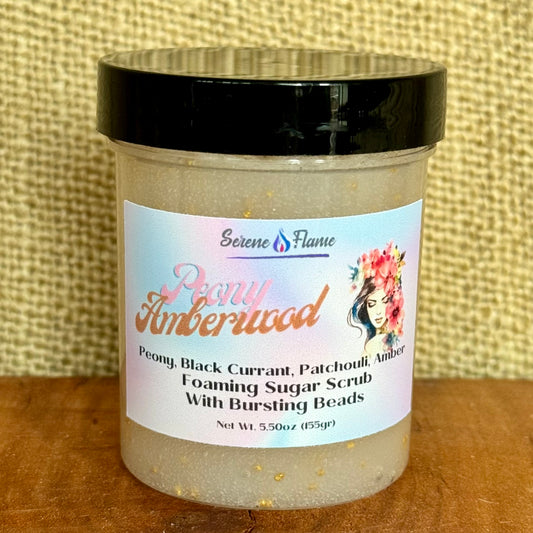 Serene Flame
Peony
Amberwood
Peony, Black Currant, Patchouli, Amber
Foaming Sugar Scrub
With Bursting Beads
Net Wt. 5.50oz (155gr)